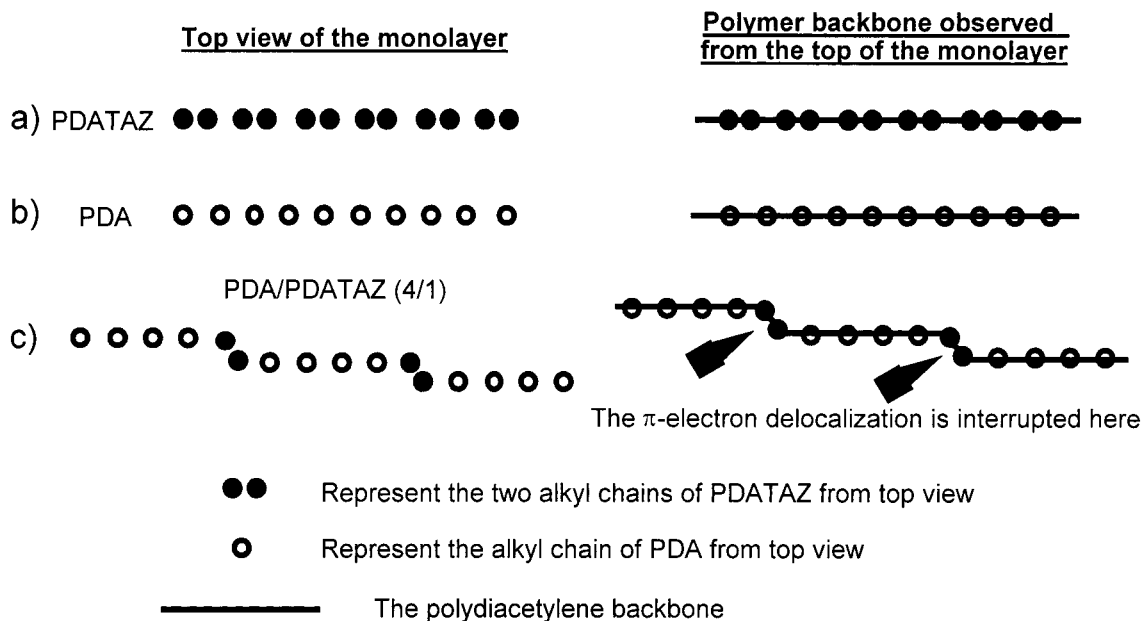 Top view of the monolayer
Polymer backbone observed
from the top of the monolayer
a) PDATAZ
b) PDA
PDA/PDATAZ (4/1)
c)
The π-electron delocalization is interrupted here
Represent the two alkyl chains of PDATAZ from top view
Represent the alkyl chain of PDA from top view
The polydiacetylene backbone